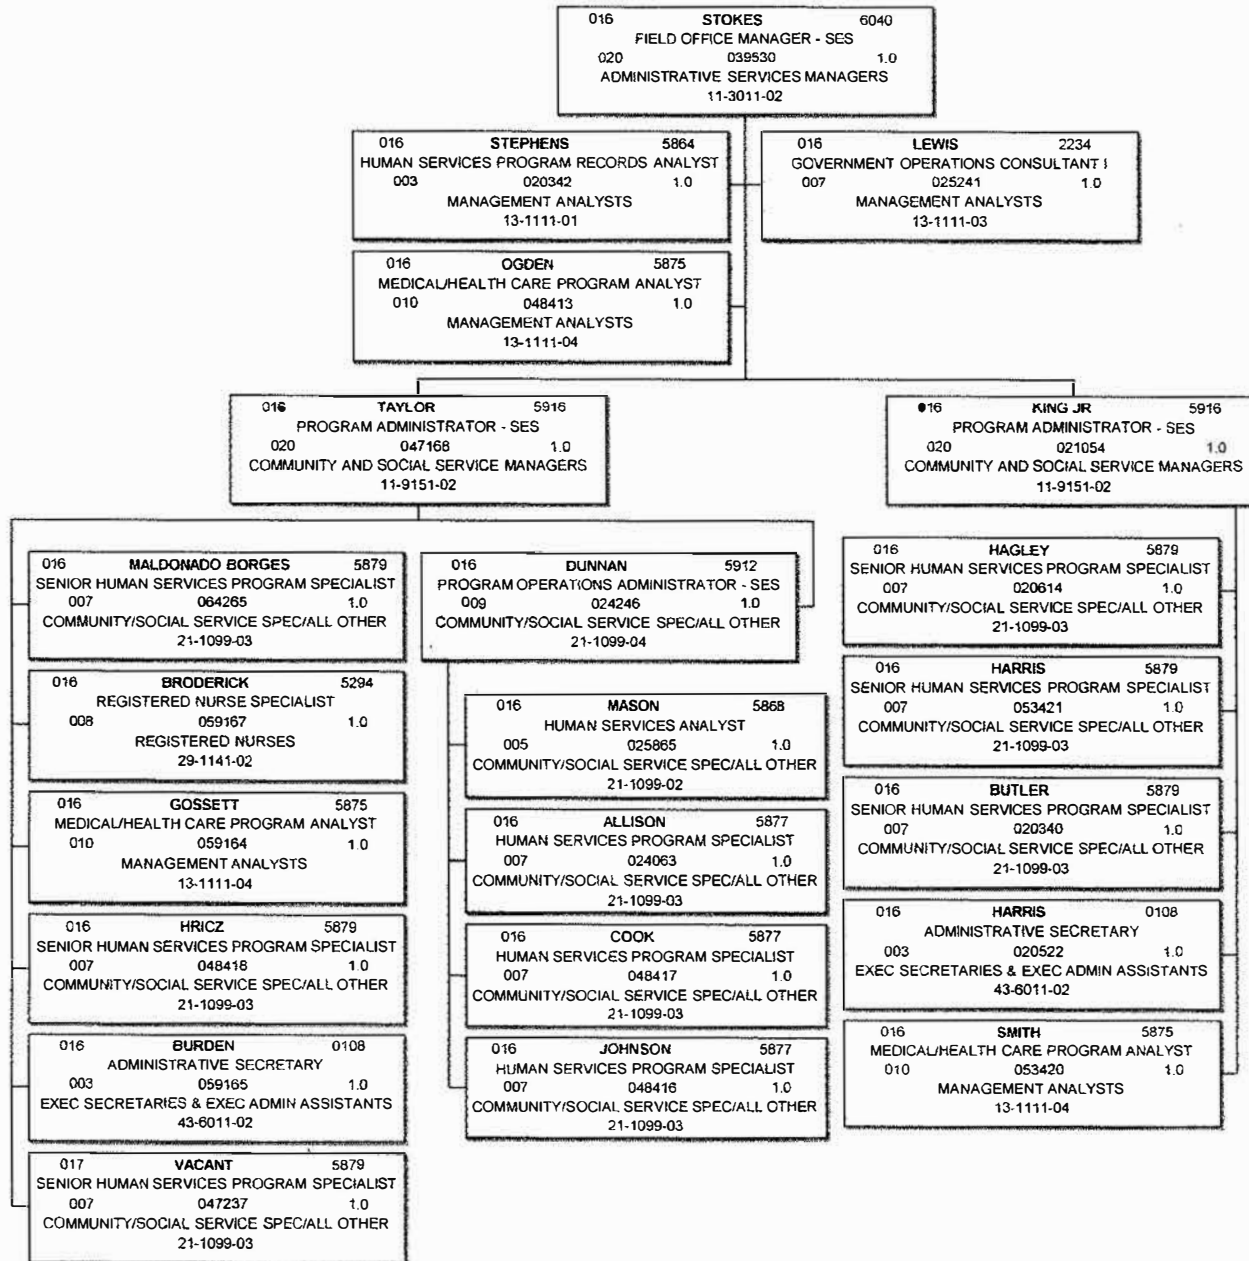 016 STOKES 6040
FIELD OFFICE MANAGER - SES
020 039530 1.0
ADMINISTRATIVE SERVICES MANAGERS
11-3011-02
016 STEPHENS 5864
HUMAN SERVICES PROGRAM RECORDS ANALYST
003 020342 1.0
MANAGEMENT ANALYSTS
13-1111-01
016 LEWIS 2234
GOVERNMENT OPERATIONS CONSULTANT I
007 025241 1.0
MANAGEMENT ANALYSTS
13-1111-03
016 OGDEN 5875
MEDICAL/HEALTH CARE PROGRAM ANALYST
010 048413 1.0
MANAGEMENT ANALYSTS
13-1111-04
016 TAYLOR 5916
PROGRAM ADMINISTRATOR - SES
020 047168 1.0
COMMUNITY AND SOCIAL SERVICE MANAGERS
11-9151-02
016 KING JR 5916
PROGRAM ADMINISTRATOR - SES
020 021054 1.0
COMMUNITY AND SOCIAL SERVICE MANAGERS
11-9151-02
016 MALDONADO BORGES 5879
SENIOR HUMAN SERVICES PROGRAM SPECIALIST
007 064265 1.0
COMMUNITY/SOCIAL SERVICE SPEC/ALL OTHER
21-1099-03
016 BRODERICK 5294
REGISTERED NURSE SPECIALIST
008 059167 1.0
REGISTERED NURSES
29-1141-02
016 GOSSETT 5875
MEDICAL/HEALTH CARE PROGRAM ANALYST
010 059164 1.0
MANAGEMENT ANALYSTS
13-1111-04
016 HRICZ 5879
SENIOR HUMAN SERVICES PROGRAM SPECIALIST
007 048418 1.0
COMMUNITY/SOCIAL SERVICE SPEC/ALL OTHER
21-1099-03
016 BURDEN 0108
ADMINISTRATIVE SECRETARY
003 059165 1.0
EXEC SECRETARIES & EXEC ADMIN ASSISTANTS
43-6011-02
017 VACANT 5879
SENIOR HUMAN SERVICES PROGRAM SPECIALIST
007 047237 1.0
COMMUNITY/SOCIAL SERVICE SPEC/ALL OTHER
21-1099-03
016 DUNNAN 5912
PROGRAM OPERATIONS ADMINISTRATOR - SES
009 024246 1.0
COMMUNITY/SOCIAL SERVICE SPEC/ALL OTHER
21-1099-04
016 MASON 5868
HUMAN SERVICES ANALYST
005 025865 1.0
COMMUNITY/SOCIAL SERVICE SPEC/ALL OTHER
21-1099-02
016 ALLISON 5877
HUMAN SERVICES PROGRAM SPECIALIST
007 024063 1.0
COMMUNITY/SOCIAL SERVICE SPEC/ALL OTHER
21-1099-03
016 COOK 5877
HUMAN SERVICES PROGRAM SPECIALIST
007 048417 1.0
COMMUNITY/SOCIAL SERVICE SPEC/ALL OTHER
21-1099-03
016 JOHNSON 5877
HUMAN SERVICES PROGRAM SPECIALIST
007 048416 1.0
COMMUNITY/SOCIAL SERVICE SPEC/ALL OTHER
21-1099-03
016 HAGLEY 5879
SENIOR HUMAN SERVICES PROGRAM SPECIALIST
007 020614 1.0
COMMUNITY/SOCIAL SERVICE SPEC/ALL OTHER
21-1099-03
016 HARRIS 5879
SENIOR HUMAN SERVICES PROGRAM SPECIALIST
007 053421 1.0
COMMUNITY/SOCIAL SERVICE SPEC/ALL OTHER
21-1099-03
016 BUTLER 5879
SENIOR HUMAN SERVICES PROGRAM SPECIALIST
007 020340 1.0
COMMUNITY/SOCIAL SERVICE SPEC/ALL OTHER
21-1099-03
016 HARRIS 0108
ADMINISTRATIVE SECRETARY
003 020522 1.0
EXEC SECRETARIES & EXEC ADMIN ASSISTANTS
43-6011-02
016 SMITH 5875
MEDICAL/HEALTH CARE PROGRAM ANALYST
010 053420 1.0
MANAGEMENT ANALYSTS
13-1111-04